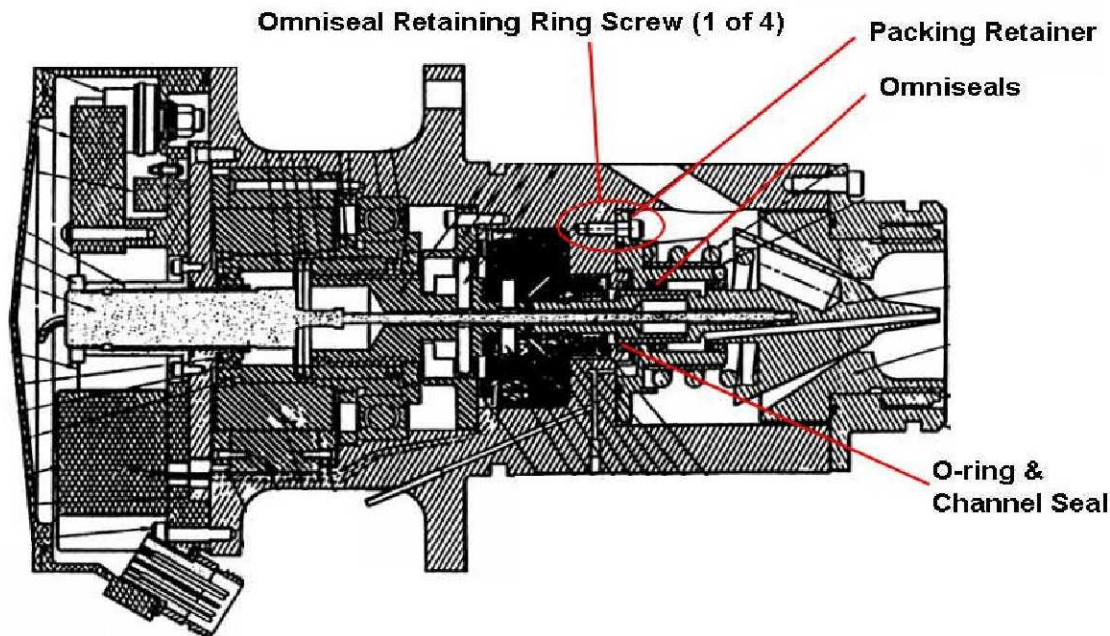 Omniseal Retaining Ring Screw (1 of 4)
Packing Retainer
Omniseals
O-ring &
Channel Seal